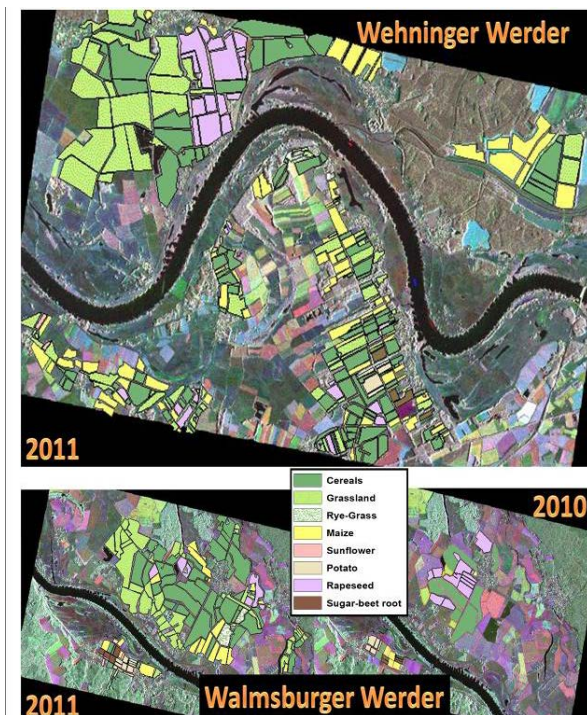 Wehninger Werder
2011
Cereals
Grassland
Rye-Grass
Maize
Sunflower
Potato
Rapeseed
Sugar-beet root
2010
2011
Walmsburger Werder